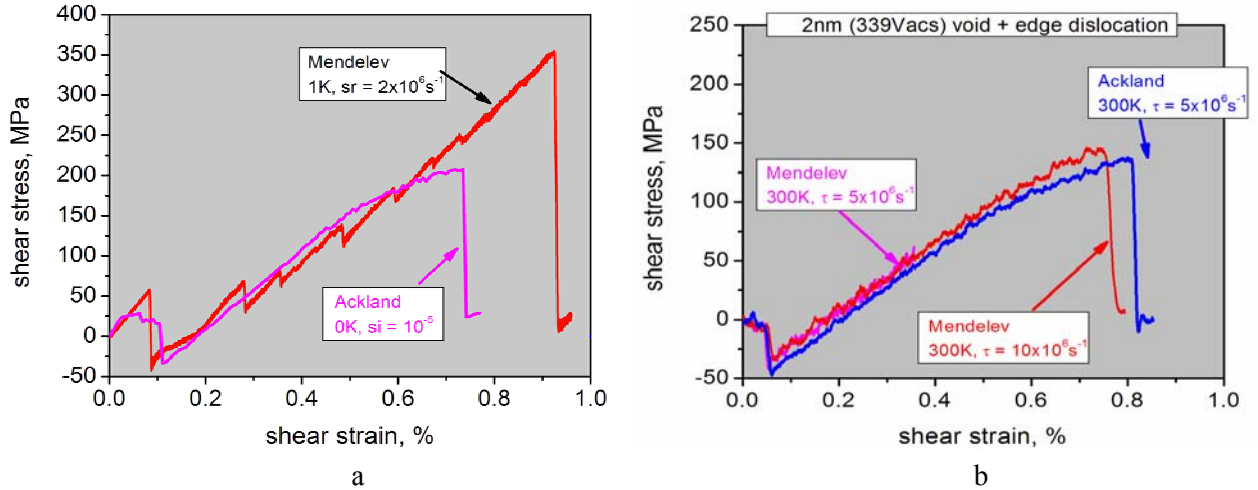 400
350
300
250
200
150
100
50
0
-50
shear stress, MPa
Mendelev
1K, sr = 2x10⁶s⁻¹
Ackland
0K, si = 10⁻⁵
0.0 0.2 0.4 0.6 0.8 1.0
shear strain, %
a
250
200
150
100
50
0
-50
shear stress, MPa
2nm (339Vacs) void + edge dislocation
Ackland
300K, τ = 5x10⁶s⁻¹
Mendelev
300K, τ = 5x10⁶s⁻¹
Mendelev
300K, τ = 10x10⁶s⁻¹
0.0 0.2 0.4 0.6 0.8 1.0
shear strain, %
b